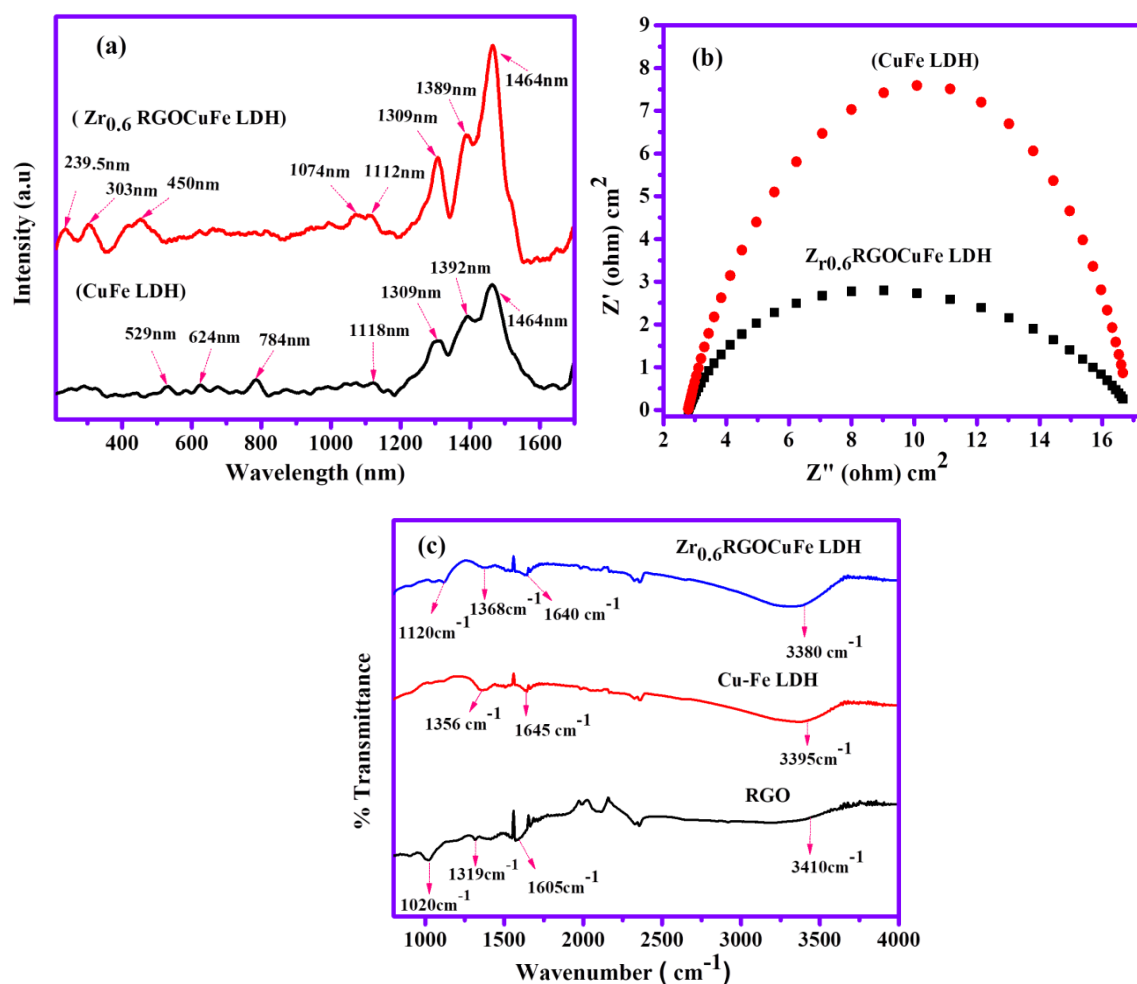 (a)
1464nm
1389nm
1309nm
( Zr0.6 RGOCuFe LDH)
239.5nm
303nm
450nm
1074nm
1112nm
(CuFe LDH)
1392nm
1309nm
1464nm
529nm
624nm
784nm
1118nm
Intensity (a.u)
400 600 800 1000 1200 1400 1600
Wavelength (nm)
(b)
(CuFe LDH)
Zr0.6RGOCuFe LDH
Z' (ohm) cm2
9
8
7
6
5
4
3
2
1
0
2 4 6 8 10 12 14 16
Z" (ohm) cm2
(c)
Zr0.6RGOCuFe LDH
1120cm-1
1368cm-1
1640 cm-1
3380 cm-1
Cu-Fe LDH
1356 cm-1
1645 cm-1
3395cm-1
RGO
1020cm-1
1319cm-1
1605cm-1
3410cm-1
% Transmittance
1000 1500 2000 2500 3000 3500 4000
Wavenumber ( cm-1)